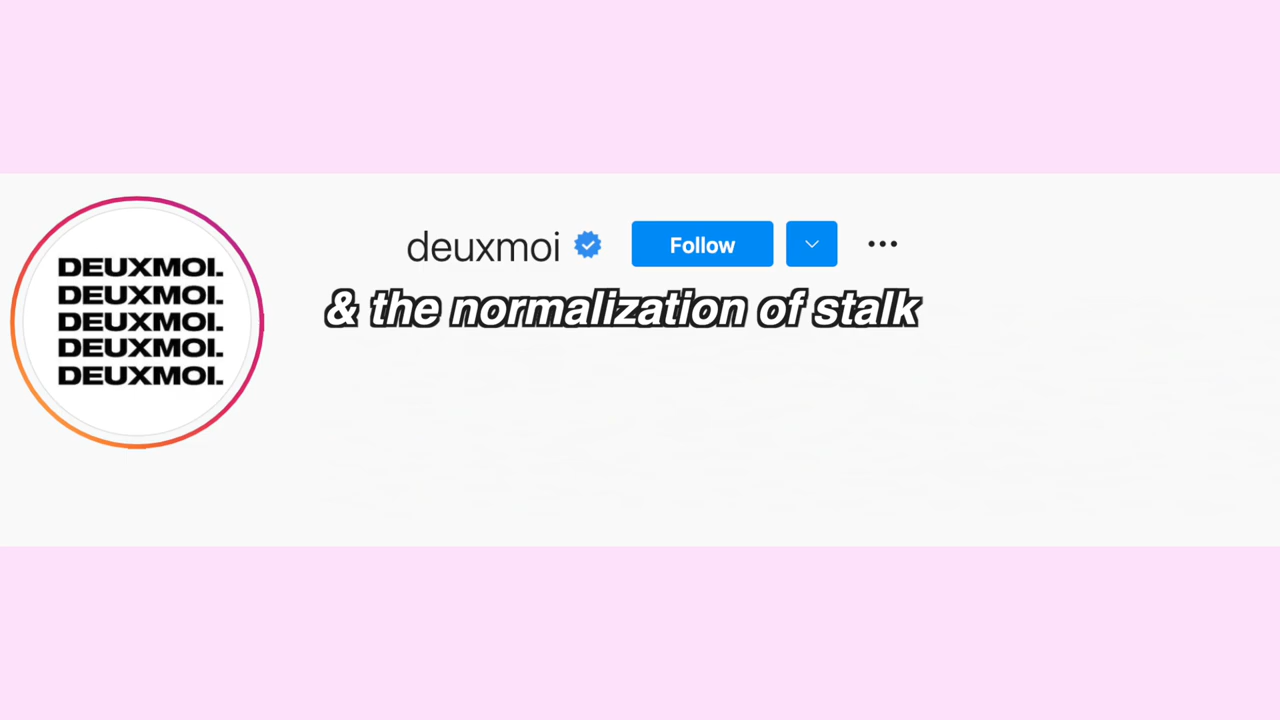 DEUXMOI.
DEUXMOI.
DEUXMOI.
DEUXMOI.
DEUXMOI.
deuxmoi Follow
& the normalization of stalk